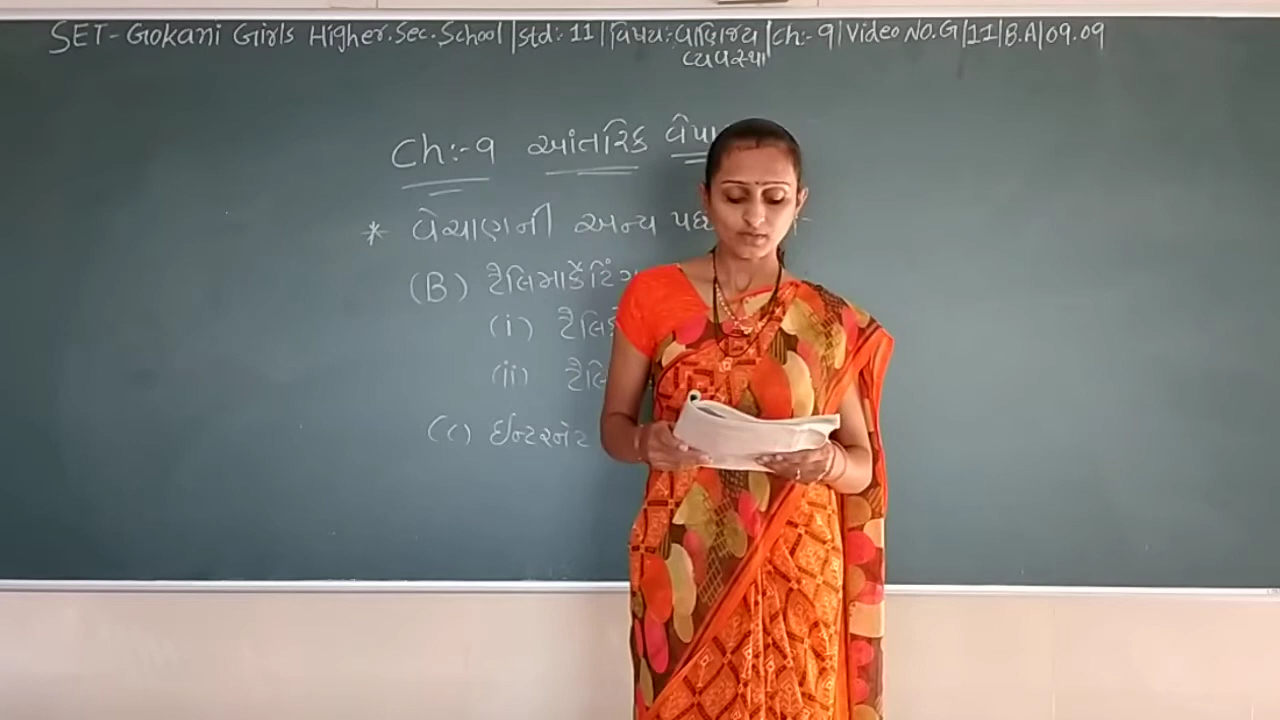 SET-Gokani Girls Higher.Sec.School|std:-11|વિષય:વાણિજ્ય|Ch:-9|Video No.G|11|B.A|09.09
વ્યવસ્થા
Ch:-9 આંતરિક
* વેચાણની અન્ય
(B) ટૅલિમાર્કેટિંગ
(i)
(ii)
(C) ઈન્ટરનેટ